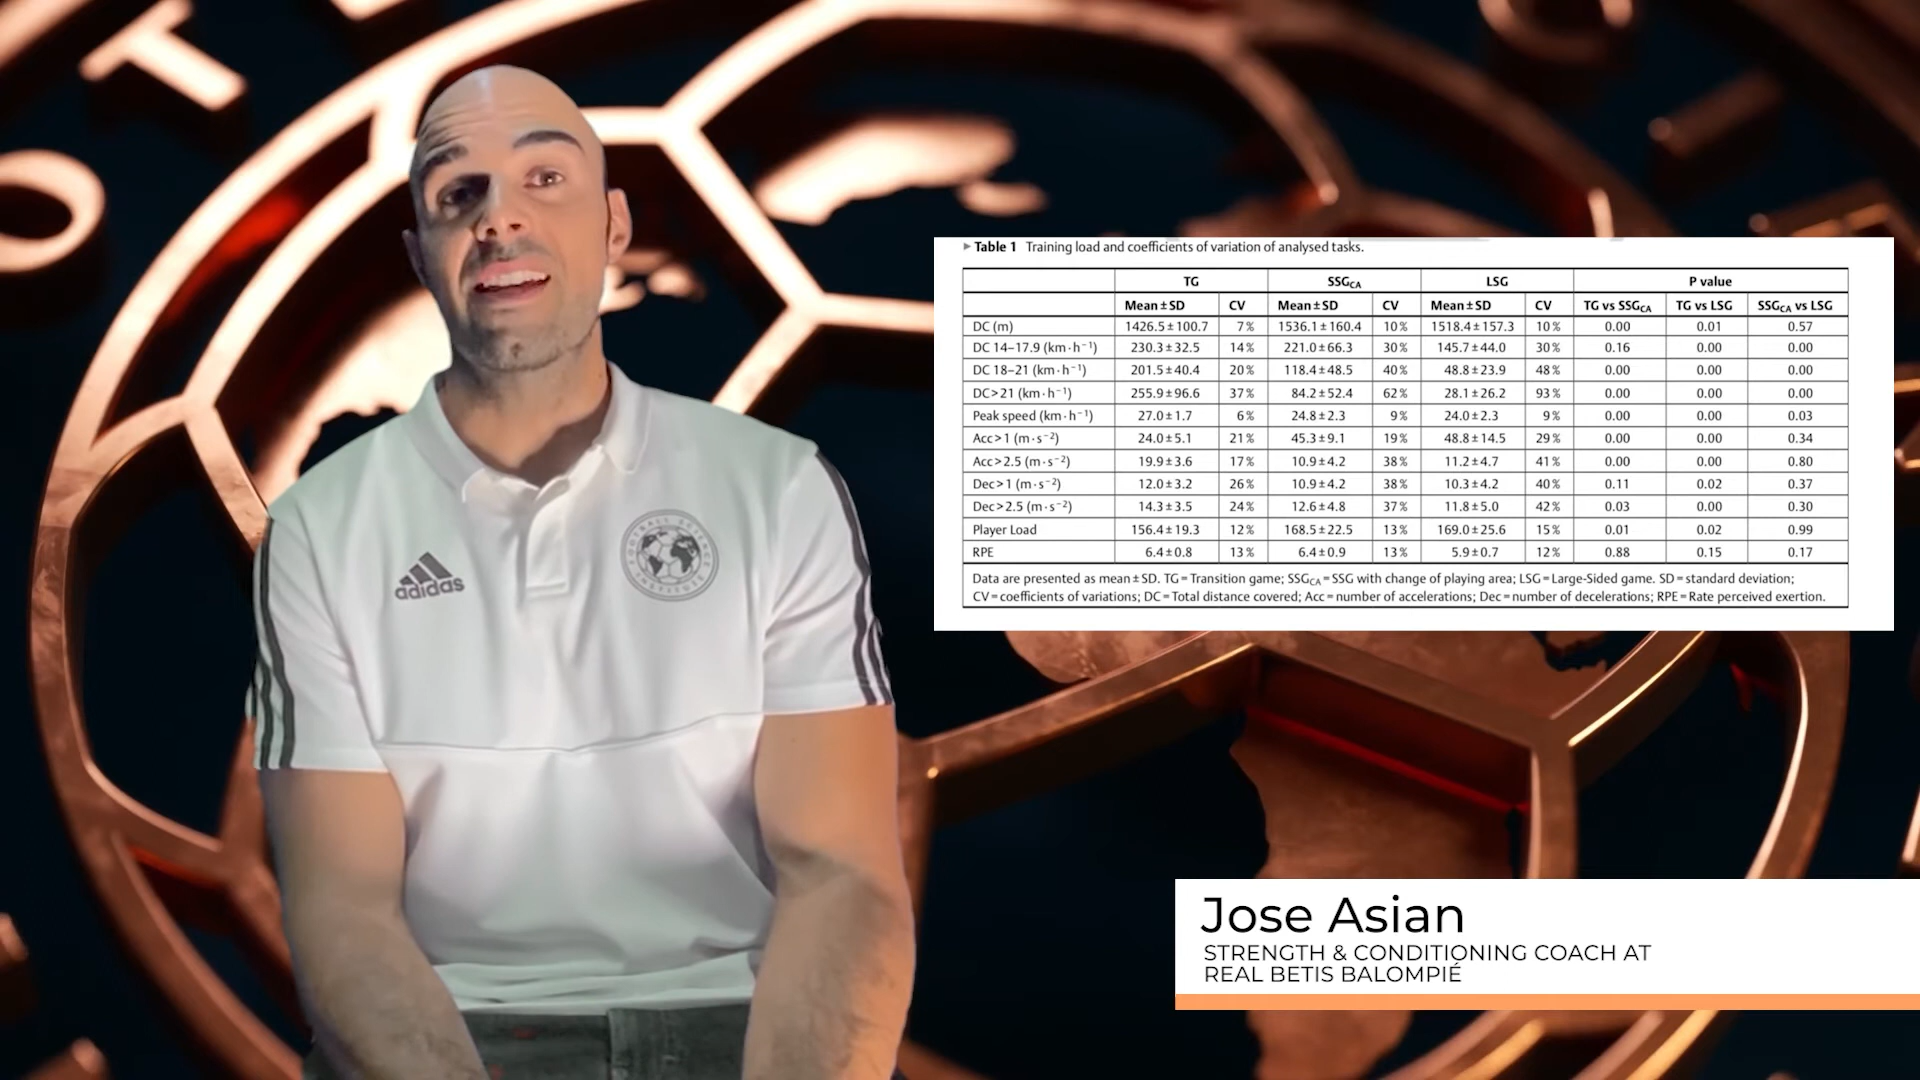 ▶ Table 1 Training load and coefficients of variation of analysed tasks.
TG SSGCA LSG P value
Mean ± SD CV Mean ± SD CV Mean ± SD CV TG vs SSGCA TG vs LSG SSGCA vs LSG
DC (m) 1426.5 ± 100.7 7 % 1536.1 ± 160.4 10 % 1518.4 ± 157.3 10 % 0.00 0.01 0.57
DC 14–17.9 (km·h⁻¹) 230.3 ± 32.5 14 % 221.0 ± 66.3 30 % 145.7 ± 44.0 30 % 0.16 0.00 0.00
DC 18–21 (km·h⁻¹) 201.5 ± 40.4 20 % 118.4 ± 48.5 40 % 48.8 ± 23.9 48 % 0.00 0.00 0.00
DC > 21 (km·h⁻¹) 255.9 ± 96.6 37 % 84.2 ± 52.4 62 % 28.1 ± 26.2 93 % 0.00 0.00 0.00
Peak speed (km·h⁻¹) 27.0 ± 1.7 6 % 24.8 ± 2.3 9 % 24.0 ± 2.3 9 % 0.00 0.00 0.03
Acc > 1 (m·s⁻²) 24.0 ± 5.1 21 % 45.3 ± 9.1 19 % 48.8 ± 14.5 29 % 0.00 0.00 0.34
Acc > 2.5 (m·s⁻²) 19.9 ± 3.6 17 % 10.9 ± 4.2 38 % 11.2 ± 4.7 41 % 0.00 0.00 0.80
Dec > 1 (m·s⁻²) 12.0 ± 3.2 26 % 10.9 ± 4.2 38 % 10.3 ± 4.2 40 % 0.11 0.02 0.37
Dec > 2.5 (m·s⁻²) 14.3 ± 3.5 24 % 12.6 ± 4.8 37 % 11.8 ± 5.0 42 % 0.03 0.00 0.30
Player Load 156.4 ± 19.3 12 % 168.5 ± 22.5 13 % 169.0 ± 25.6 15 % 0.01 0.02 0.99
RPE 6.4 ± 0.8 13 % 6.4 ± 0.9 13 % 5.9 ± 0.7 12 % 0.88 0.15 0.17
Data are presented as mean ± SD. TG = Transition game; SSGCA = SSG with change of playing area; LSG = Large-Sided game. SD = standard deviation;
CV = coefficients of variations; DC = Total distance covered; Acc = number of accelerations; Dec = number of decelerations; RPE = Rate perceived exertion.
adidas
FOOTBALL SCIENCE
INSTITUTE
Jose Asian
STRENGTH & CONDITIONING COACH AT
REAL BETIS BALOMPIÉ